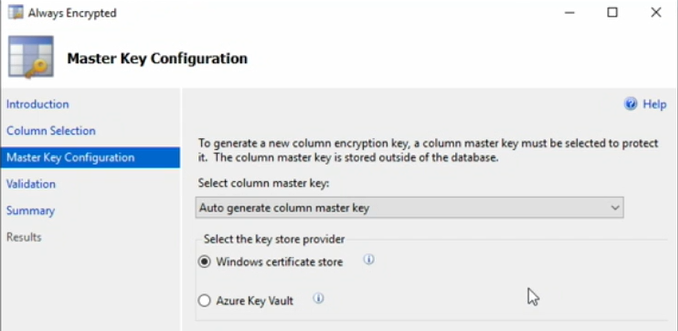 Always Encrypted
Master Key Configuration
Introduction
Column Selection
Master Key Configuration
Validation
Summary
Results
Help
To generate a new column encryption key, a column master key must be selected to protect
it. The column master key is stored outside of the database.
Select column master key:
Auto generate column master key
Select the key store provider
Windows certificate store
Azure Key Vault